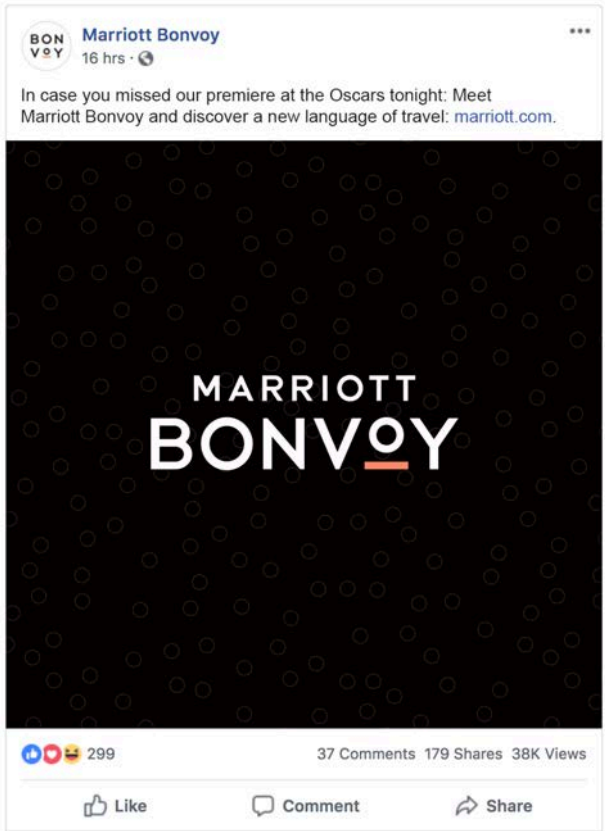 BON
VOY
Marriott Bonvoy
16 hrs ·
In case you missed our premiere at the Oscars tonight: Meet
Marriott Bonvoy and discover a new language of travel: marriott.com.
MARRIOTT
BONVOY
299
37 Comments 179 Shares 38K Views
Like Comment Share